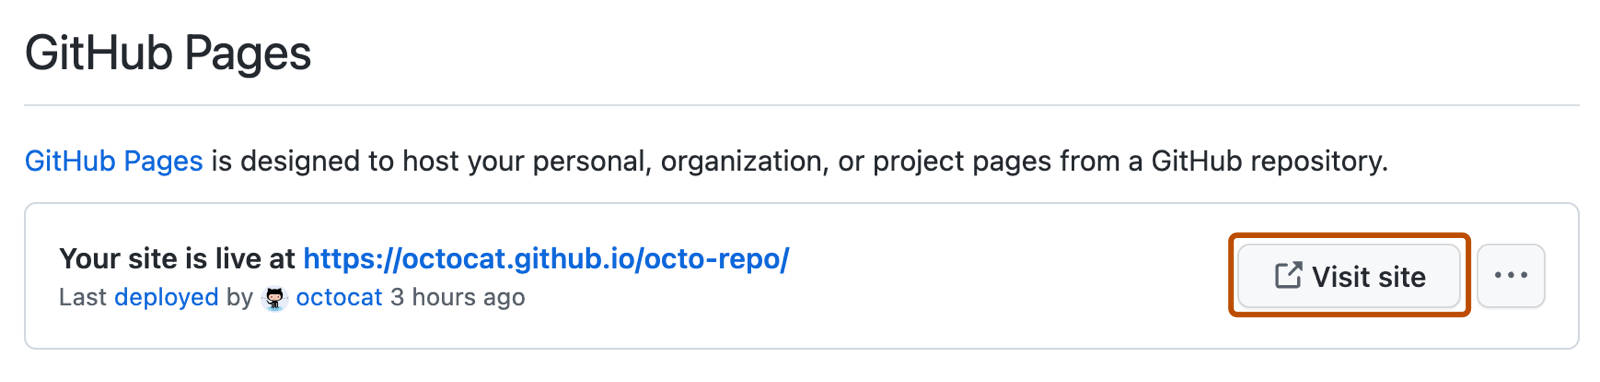 GitHub Pages
GitHub Pages is designed to host your personal, organization, or project pages from a GitHub repository.
Your site is live at https://octocat.github.io/octo-repo/
Last deployed by octocat 3 hours ago
Visit site